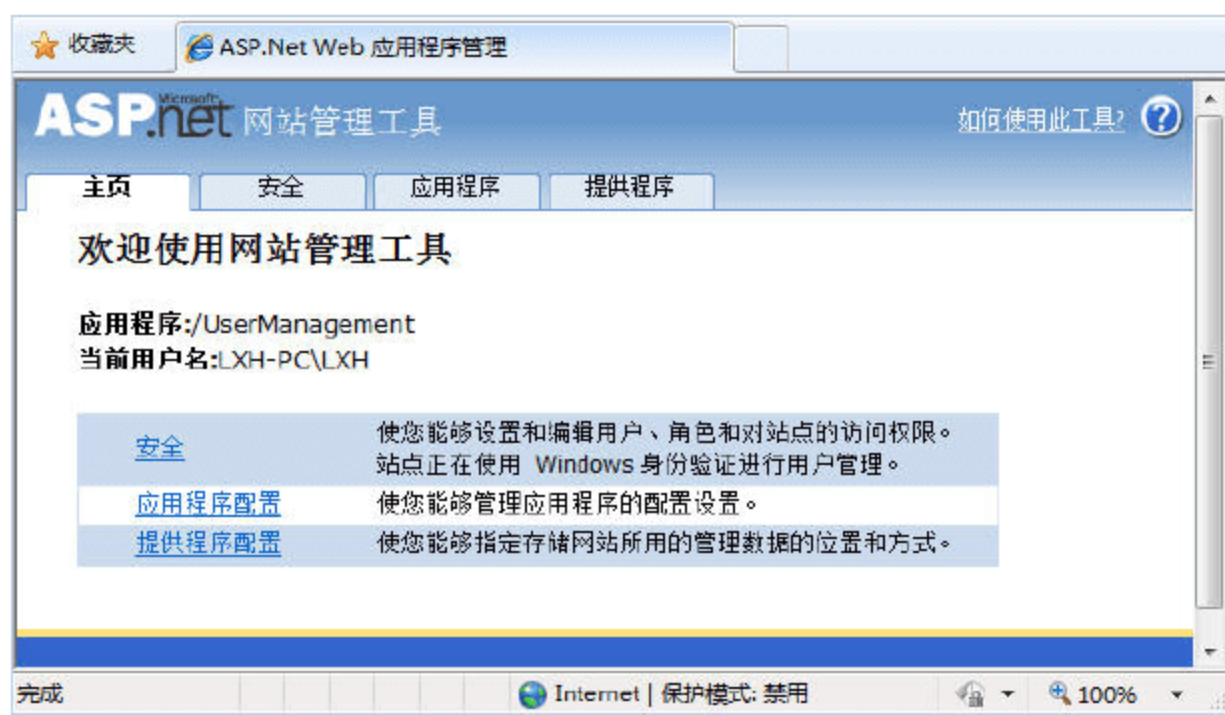 收藏夹 ASP.Net Web 应用程序管理
Microsoft
ASP.net 网站管理工具 如何使用此工具?
主页 安全 应用程序 提供程序
欢迎使用网站管理工具
应用程序:/UserManagement
当前用户名:LXH-PC\LXH
安全 使您能够设置和编辑用户、角色和对站点的访问权限。
站点正在使用 Windows 身份验证进行用户管理。
应用程序配置 使您能够管理应用程序的配置设置。
提供程序配置 使您能够指定存储网站所用的管理数据的位置和方式。
完成 Internet | 保护模式: 禁用 100%